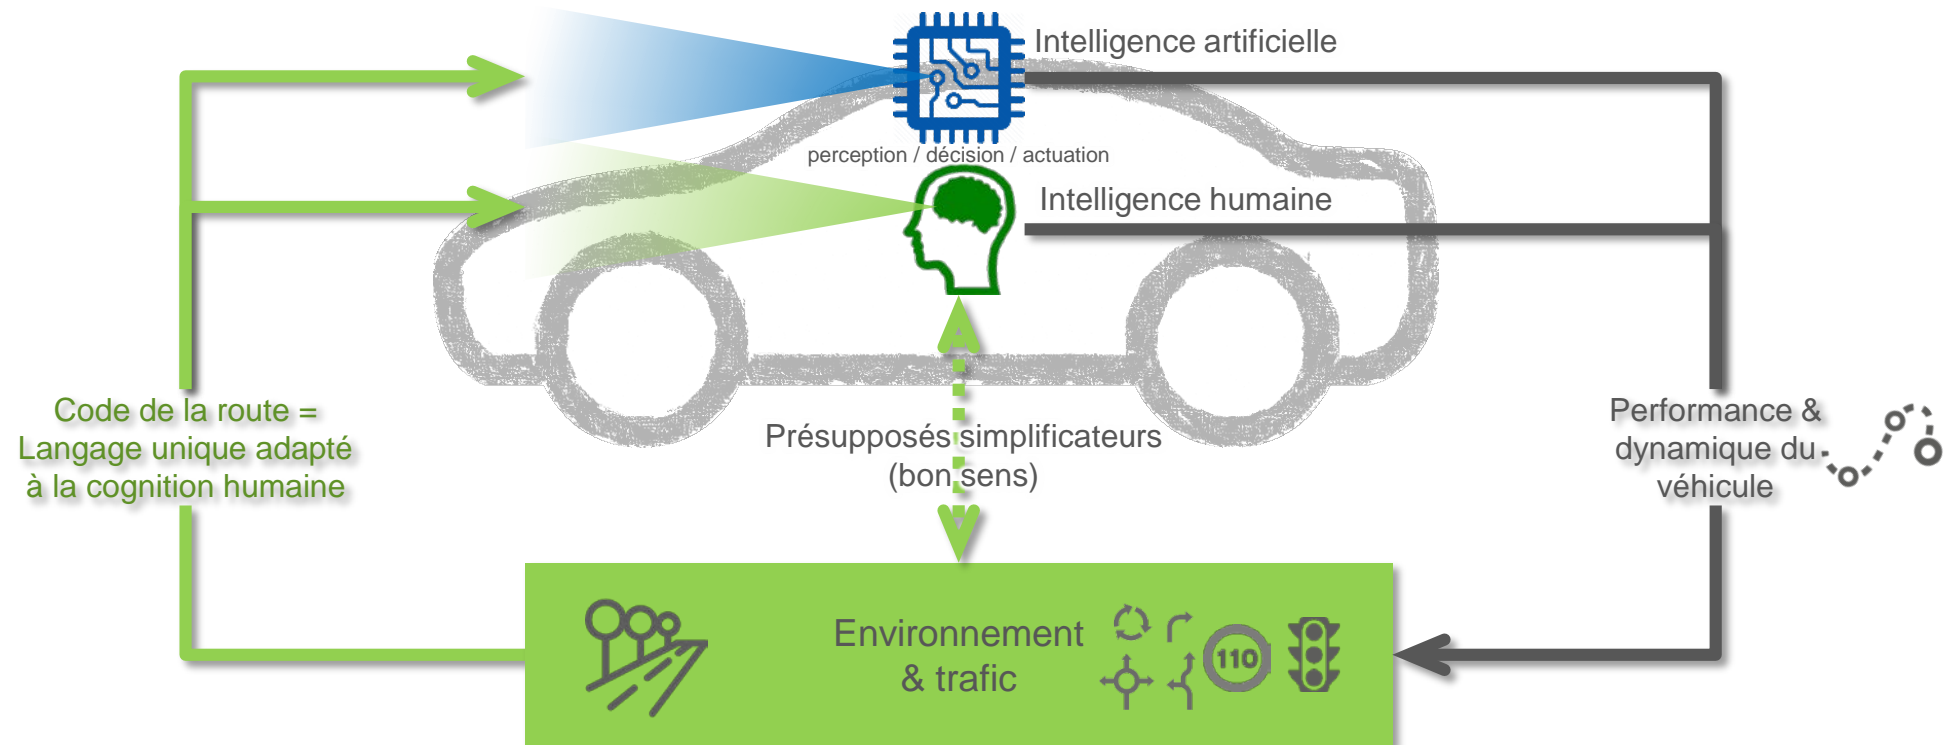 Intelligence artificielle
perception / décision / actuation
Intelligence humaine
Code de la route =
Langage unique adapté
à la cognition humaine
Présupposés simplificateurs
(bon sens)
Performance &
dynamique du
véhicule
Environnement
& trafic
110